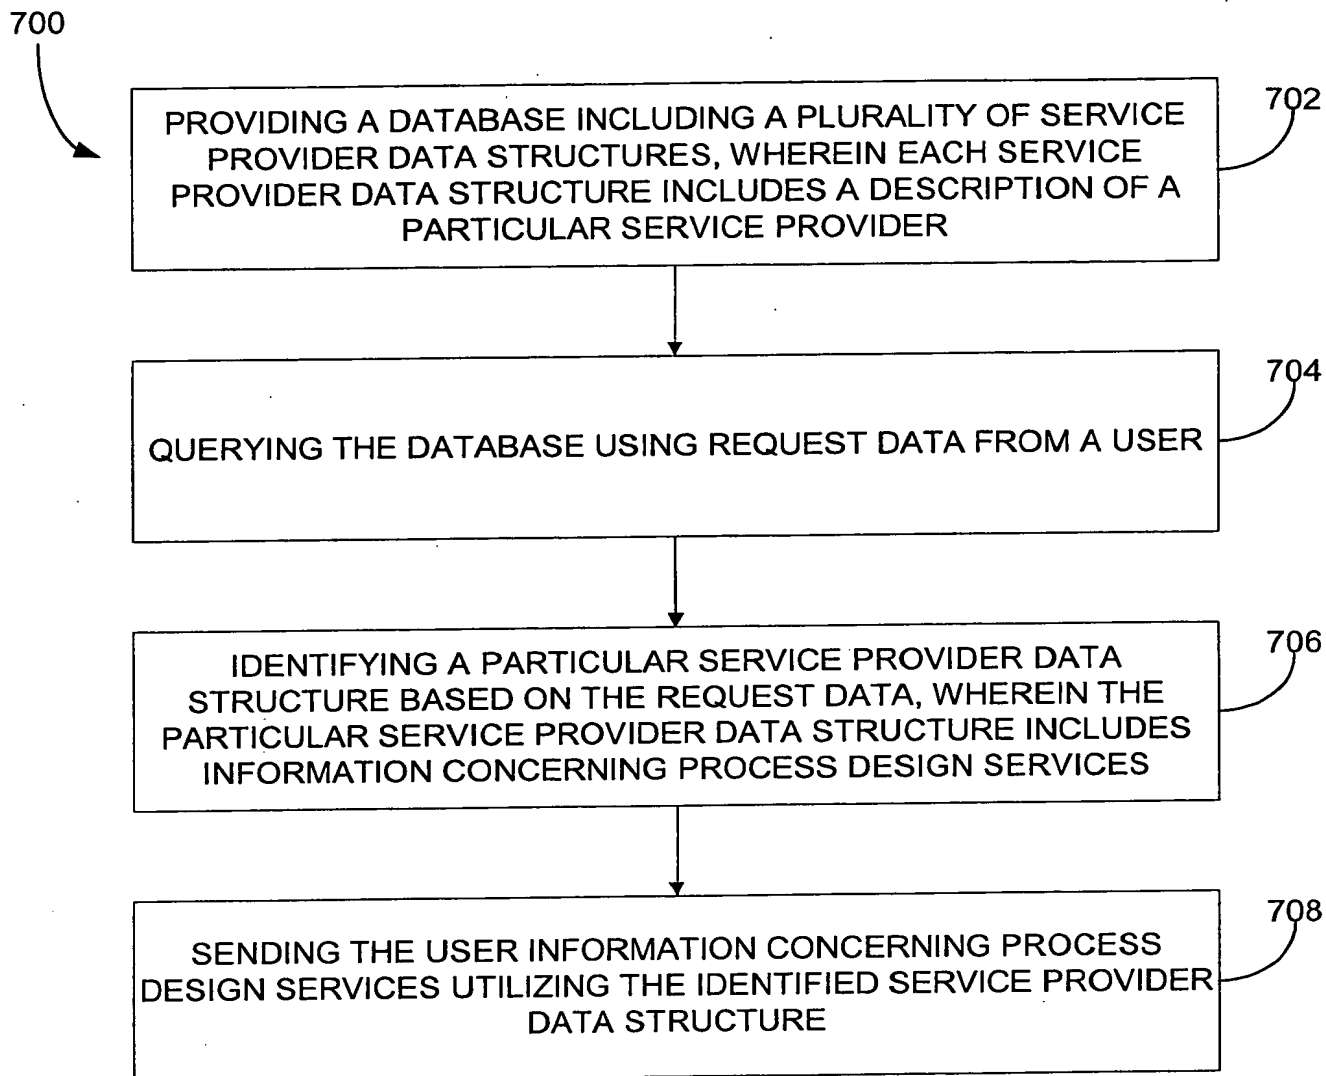 700
PROVIDING A DATABASE INCLUDING A PLURALITY OF SERVICE
PROVIDER DATA STRUCTURES, WHEREIN EACH SERVICE
PROVIDER DATA STRUCTURE INCLUDES A DESCRIPTION OF A
PARTICULAR SERVICE PROVIDER
702
QUERYING THE DATABASE USING REQUEST DATA FROM A USER
704
IDENTIFYING A PARTICULAR SERVICE PROVIDER DATA
STRUCTURE BASED ON THE REQUEST DATA, WHEREIN THE
PARTICULAR SERVICE PROVIDER DATA STRUCTURE INCLUDES
INFORMATION CONCERNING PROCESS DESIGN SERVICES
706
SENDING THE USER INFORMATION CONCERNING PROCESS
DESIGN SERVICES UTILIZING THE IDENTIFIED SERVICE PROVIDER
DATA STRUCTURE
708